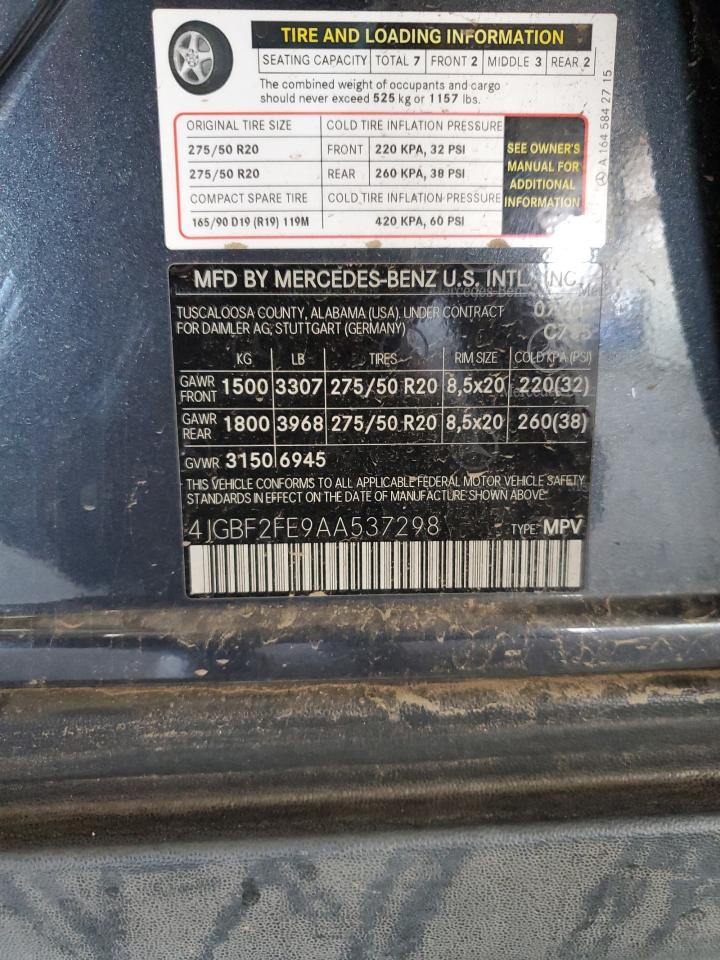 TIRE AND LOADING INFORMATION
SEATING CAPACITY TOTAL 7 FRONT 2 MIDDLE 3 REAR 2
The combined weight of occupants and cargo
should never exceed 525 kg or 1157 lbs.
ORIGINAL TIRE SIZE COLD TIRE INFLATION PRESSURE
275/50 R20 FRONT 220 KPA, 32 PSI
275/50 R20 REAR 260 KPA, 38 PSI
COMPACT SPARE TIRE COLD TIRE INFLATION PRESSURE
165/90 D19 (R19) 119M 420 KPA, 60 PSI
SEE OWNER'S
MANUAL FOR
ADDITIONAL
INFORMATION
A 164 584 27 15
MFD BY MERCEDES-BENZ U.S. INTL., INC.
TUSCALOOSA COUNTY, ALABAMA (USA). UNDER CONTRACT
FOR DAIMLER AG, STUTTGART (GERMANY)
KG LB TIRES RIM SIZE COLD KPA (PSI)
GAWR FRONT 1500 3307 275/50 R20 8,5x20 220(32)
GAWR REAR 1800 3968 275/50 R20 8,5x20 260(38)
GVWR 3150 6945
THIS VEHICLE CONFORMS TO ALL APPLICABLE FEDERAL MOTOR VEHICLE SAFETY
STANDARDS IN EFFECT ON THE DATE OF MANUFACTURE SHOWN ABOVE.
4JGBF2FE9AA537298 TYPE: MPV